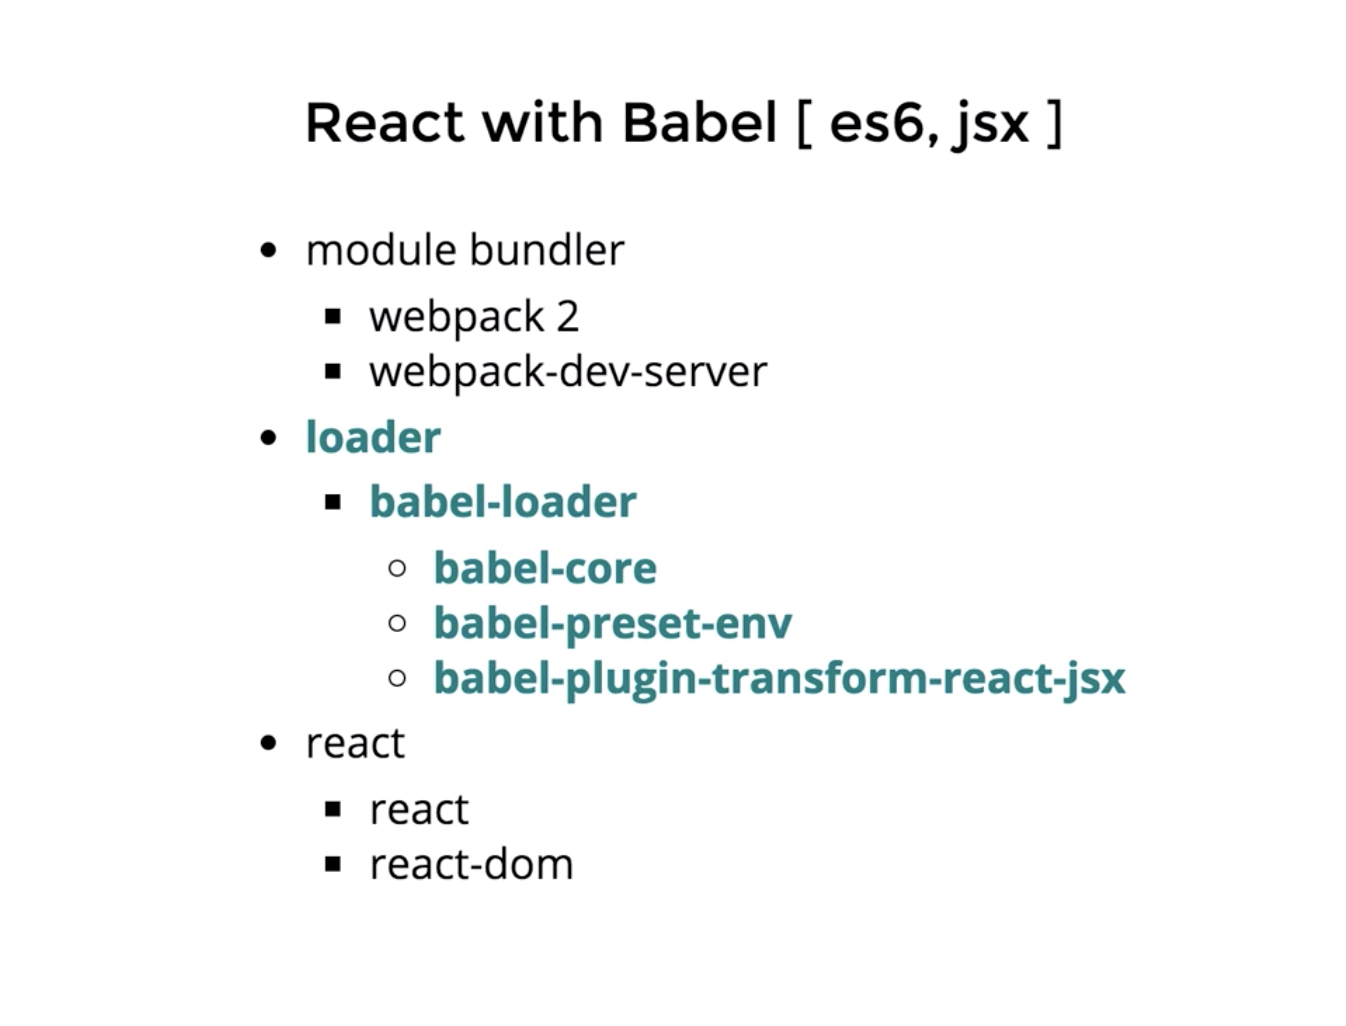 React with Babel [ es6, jsx ]
module bundler
webpack 2
webpack-dev-server
loader
babel-loader
babel-core
babel-preset-env
babel-plugin-transform-react-jsx
react
react
react-dom